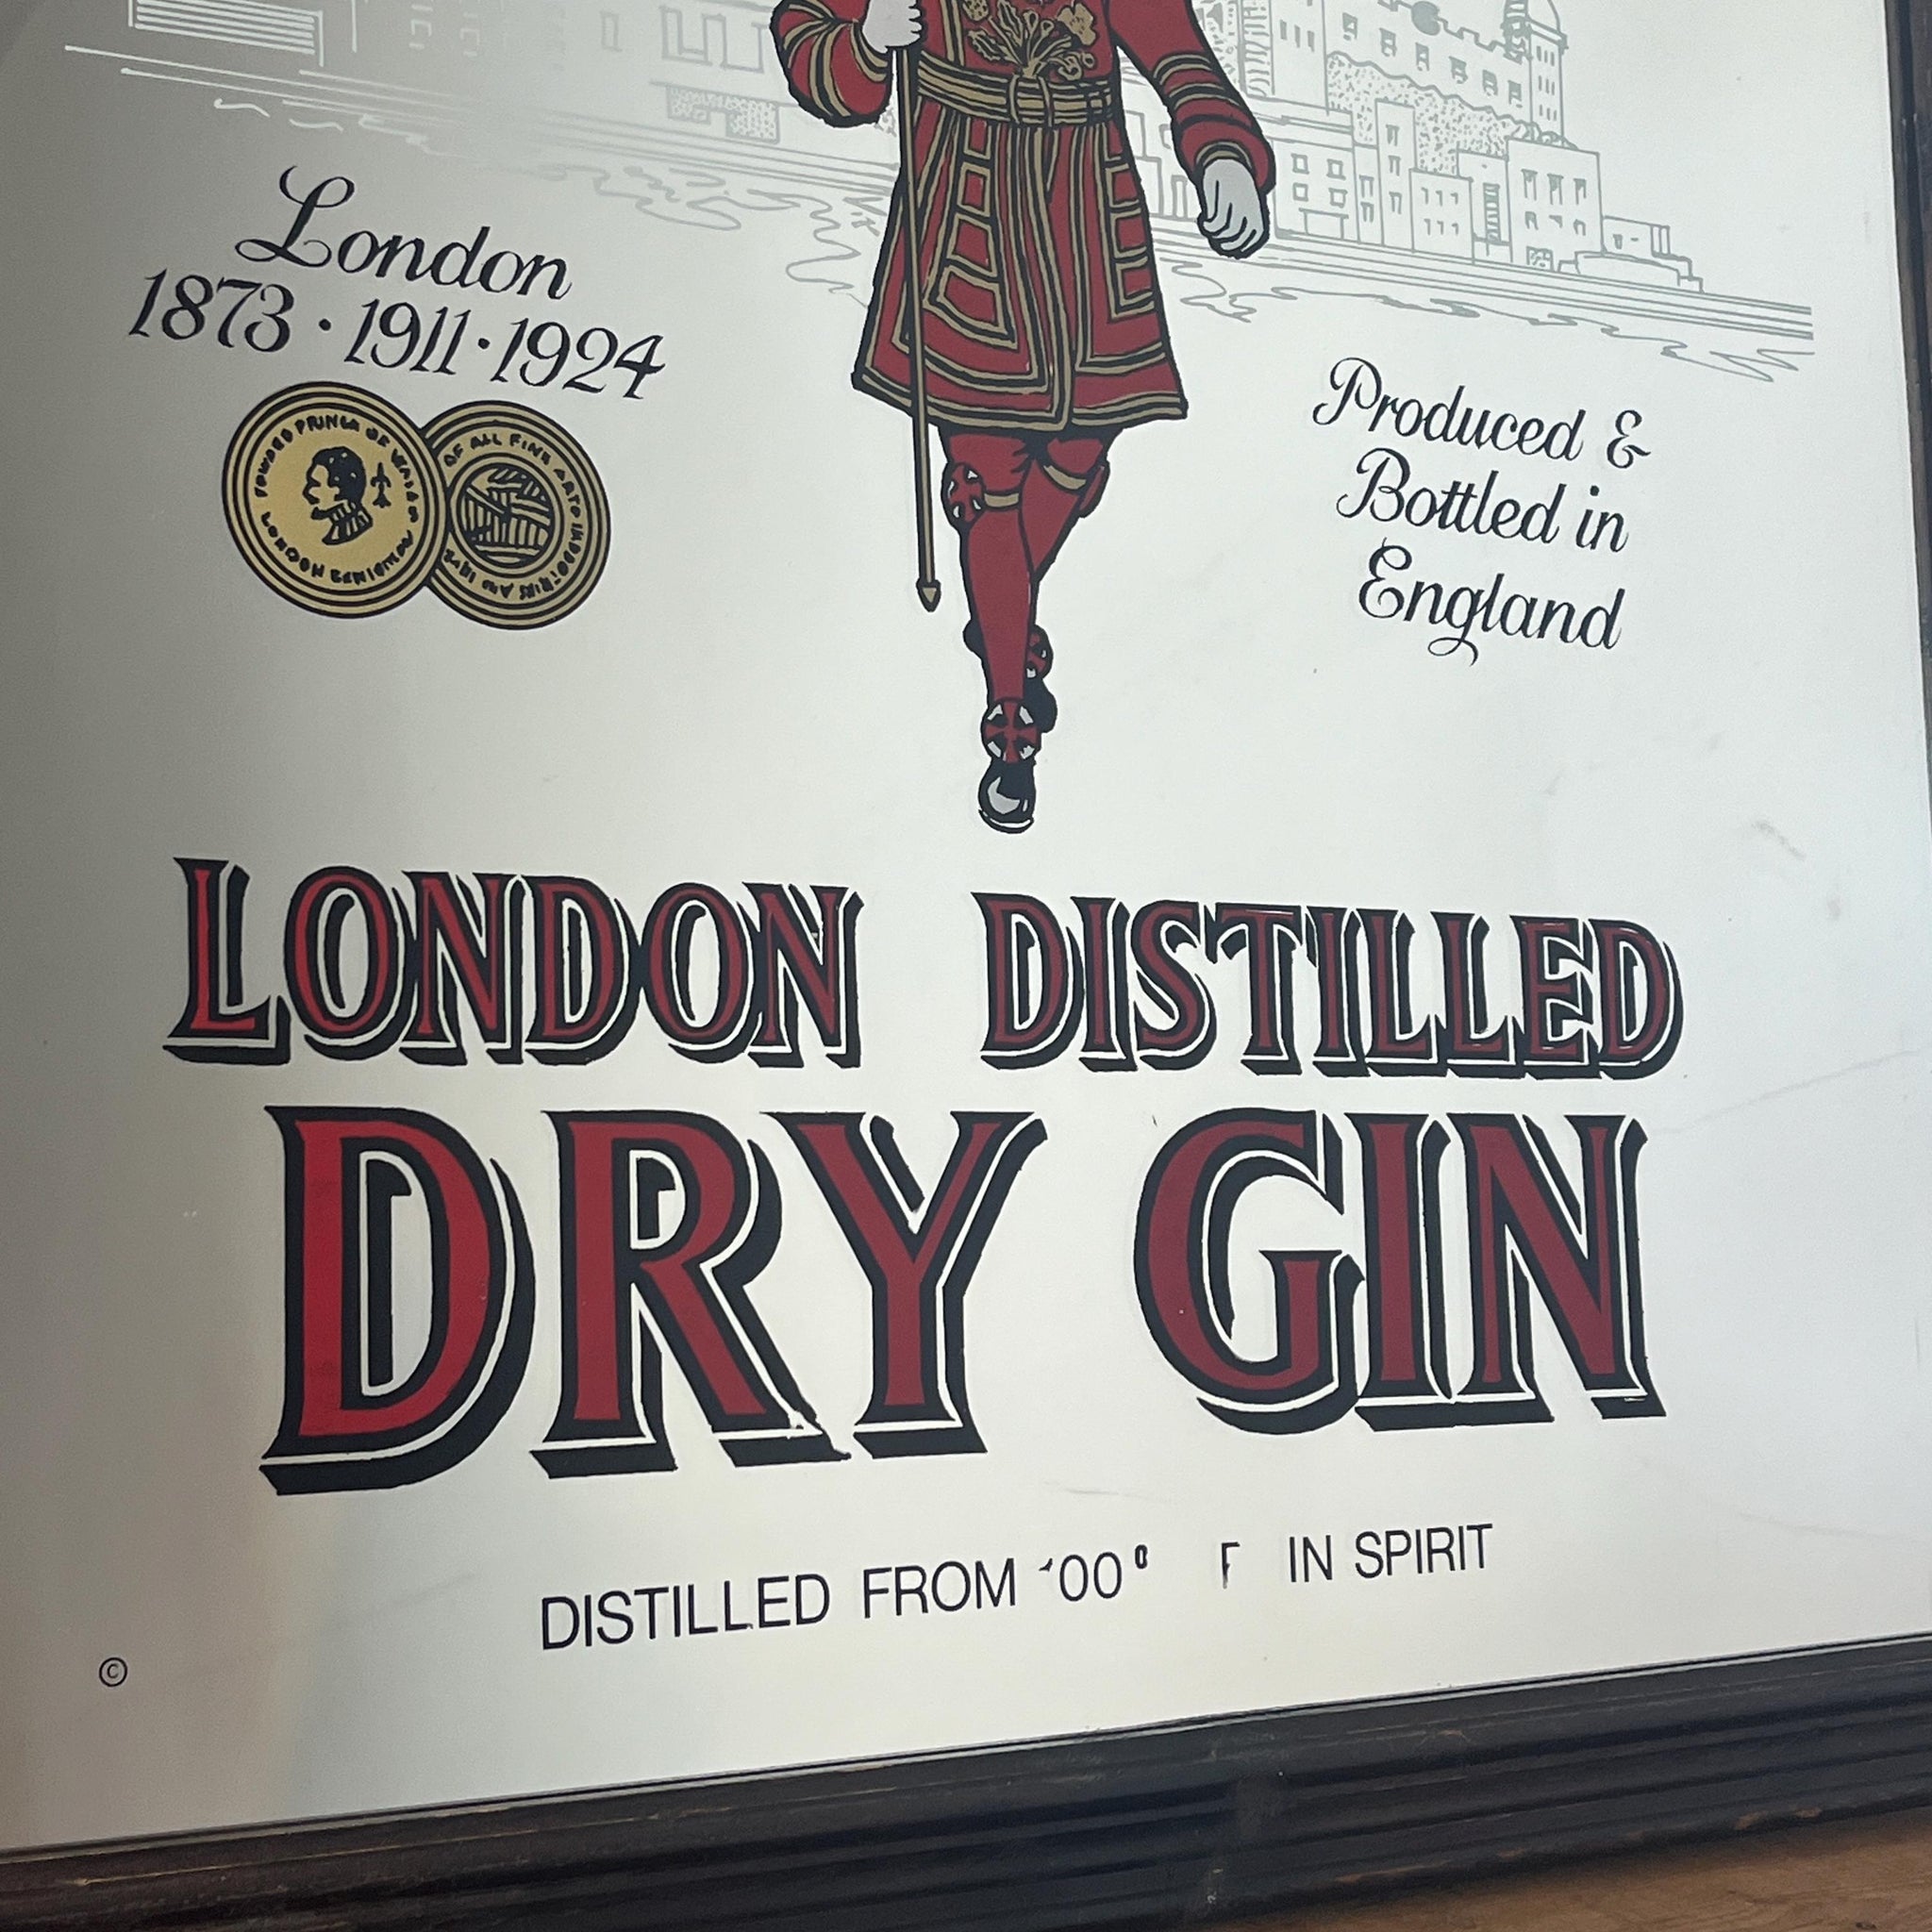 London
1873 · 1911 · 1924
Produced &
Bottled in
England
LONDON DISTILLED
DRY GIN
DISTILLED FROM IN SPIRIT
©